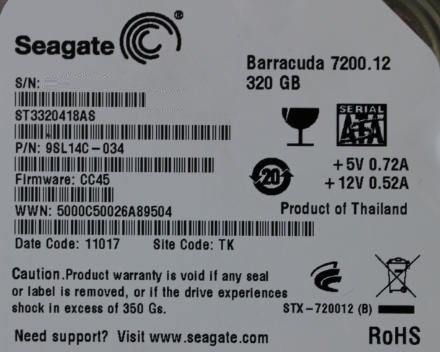 Seagate®
Barracuda 7200.12
320 GB
S/N:
ST3320418AS
P/N: 9SL14C-034
Firmware: CC45
WWN: 5000C50026A89504
Date Code: 11017 Site Code: TK
SERIAL
ATA
20
+5V 0.72A
+12V 0.52A
Product of Thailand
Caution.Product warranty is void if any seal
or label is removed, or if the drive experiences
shock in excess of 350 Gs.
STX-720012 (B)
Need support? Visit www.seagate.com
RoHS